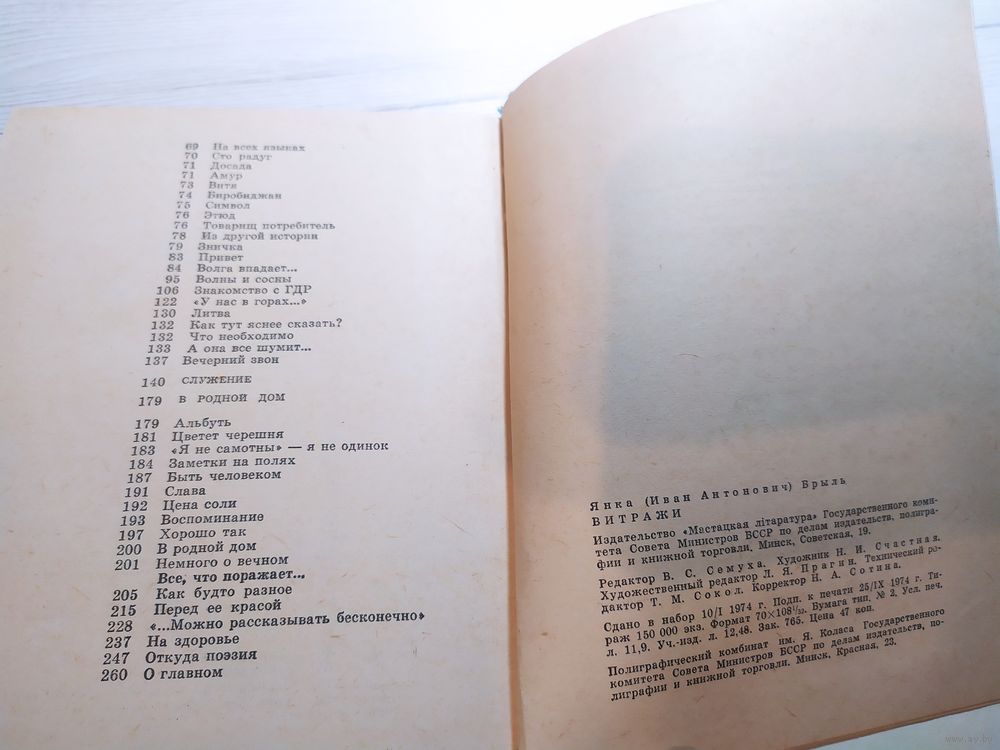 69 На всех языках
70 Сто радуг
71 Досада
71 Амур
73 Витя
74 Биробиджан
75 Символ
76 Этюд
76 Товарищ потребитель
78 Из другой истории
79 Зничка
83 Привет
84 Волга впадает...
95 Волны и сосны
106 Знакомство с ГДР
122 «У нас в горах...»
130 Литва
132 Как тут яснее сказать?
132 Что необходимо
133 А она все шумит...
137 Вечерний звон
140 СЛУЖЕНИЕ
179 В РОДНОЙ ДОМ
179 Альбуть
181 Цветет черешня
183 «Я не самотны» — я не одинок
184 Заметки на полях
187 Быть человеком
191 Слава
192 Цена соли
193 Воспоминание
197 Хорошо так
200 В родной дом
201 Немного о вечном
Все, что поражает...
205 Как будто разное
215 Перед ее красой
228 «...Можно рассказывать бесконечно»
237 На здоровье
247 Откуда поэзия
260 О главном
Янка (Иван Антонович) Брыль
ВИТРАЖИ
Издательство «Мастацкая літаратура» Государственного коми-
тета Совета Министров БССР по делам издательств, полигра-
фии и книжной торговли. Минск, Советская, 19.
Редактор В. С. Семуха. Художник Н. И. Счастная.
Художественный редактор Л. Я. Прагин. Технический ре-
дактор Т. М. Сокол. Корректор Н. А. Сотина.
Сдано в набор 10/I 1974 г. Подп. к печати 25/IX 1974 г. Ти-
раж 150 000 экз. Формат 70×108 1/32. Бумага тип. № 2. Усл. печ.
л. 11,9. Уч.-изд. л. 12,48. Зак. 765. Цена 47 коп.
Полиграфический комбинат им. Я. Коласа Государственного
комитета Совета Министров БССР по делам издательств, по-
лиграфии и книжной торговли. Минск, Красная, 23.